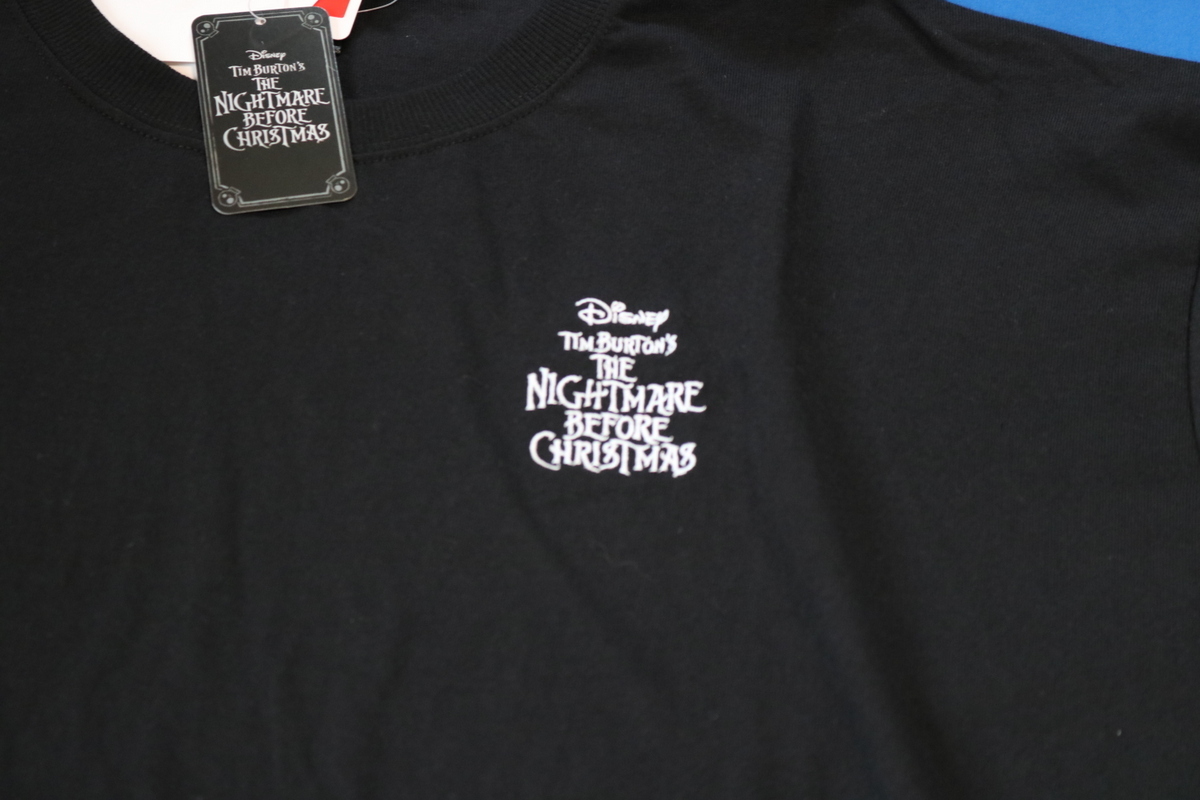 Disney
TIM BURTON'S
THE
NIGHTMARE
BEFORE
CHRISTMAS
Disney
TIM BURTON'S
THE
NIGHTMARE
BEFORE
CHRISTMAS